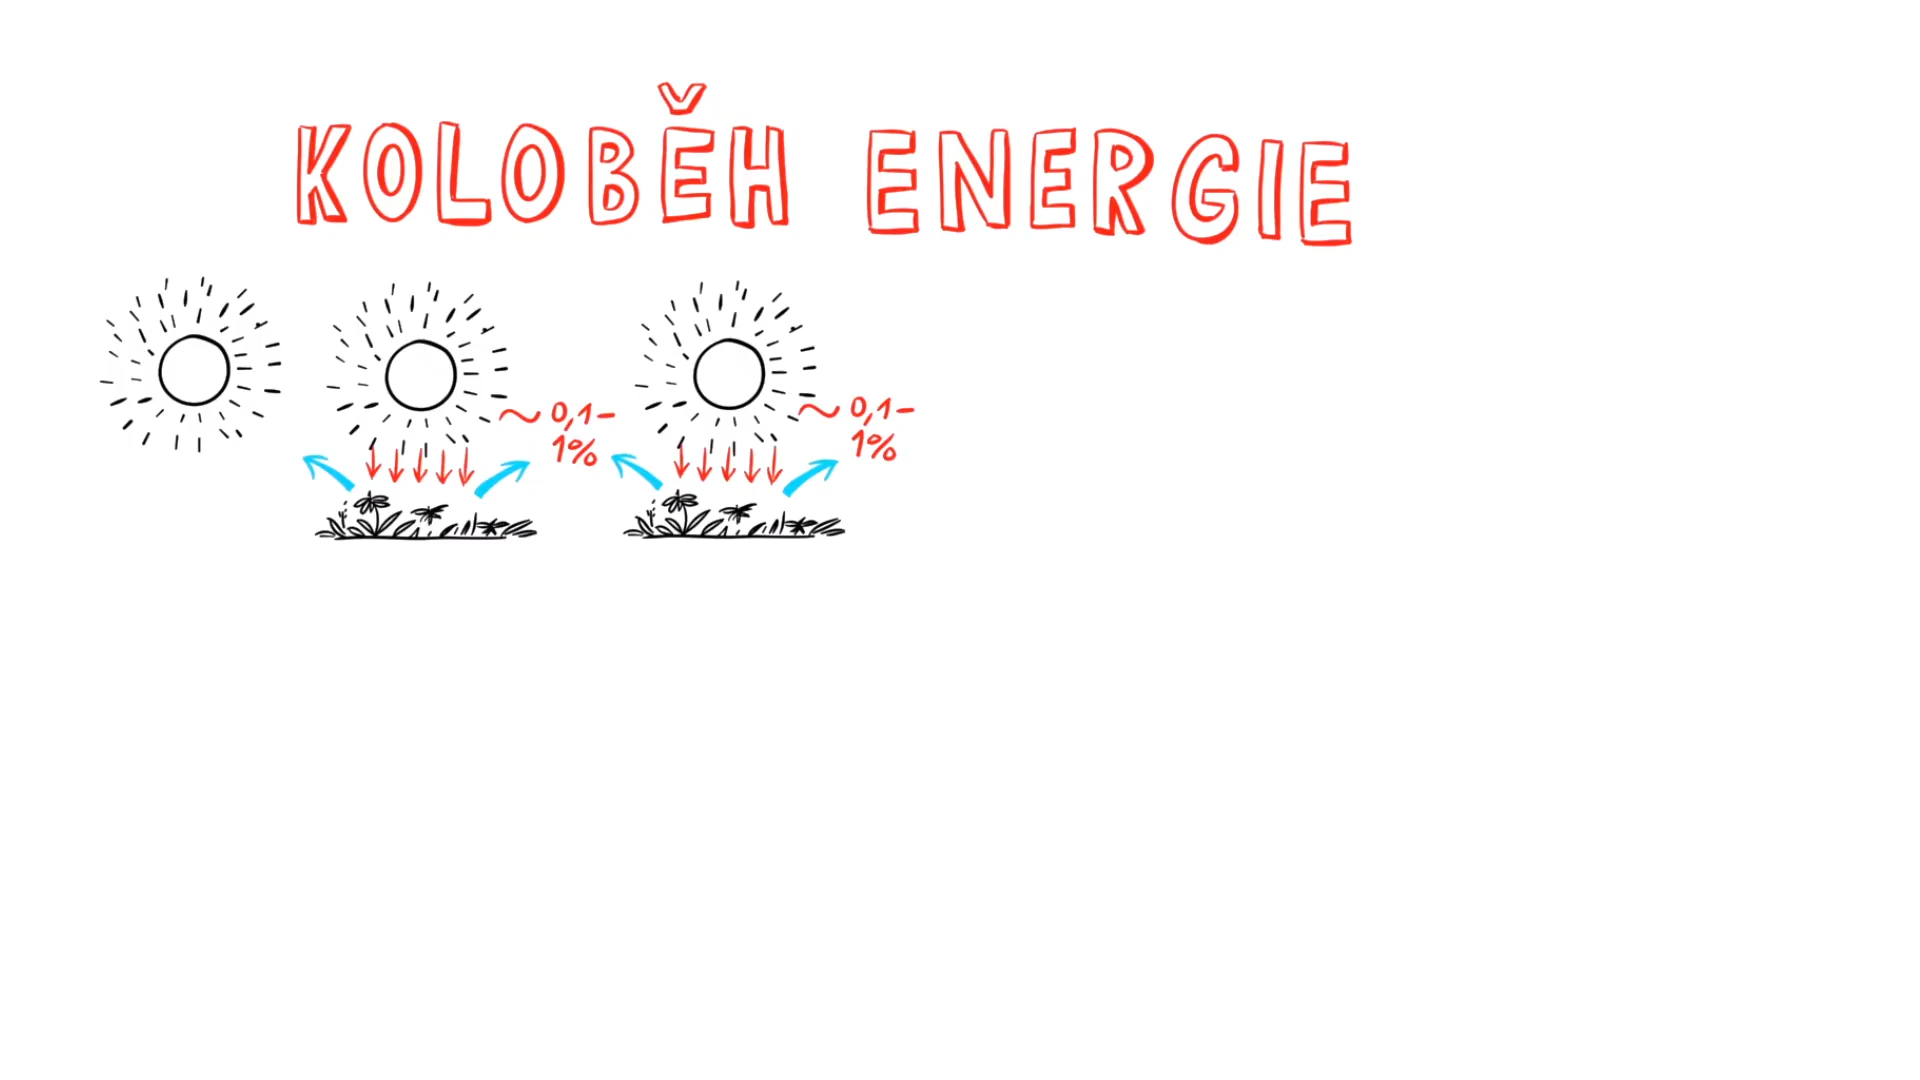 KOLOBĚH ENERGIE
~ 0,1-
1%
~ 0,1-
1%